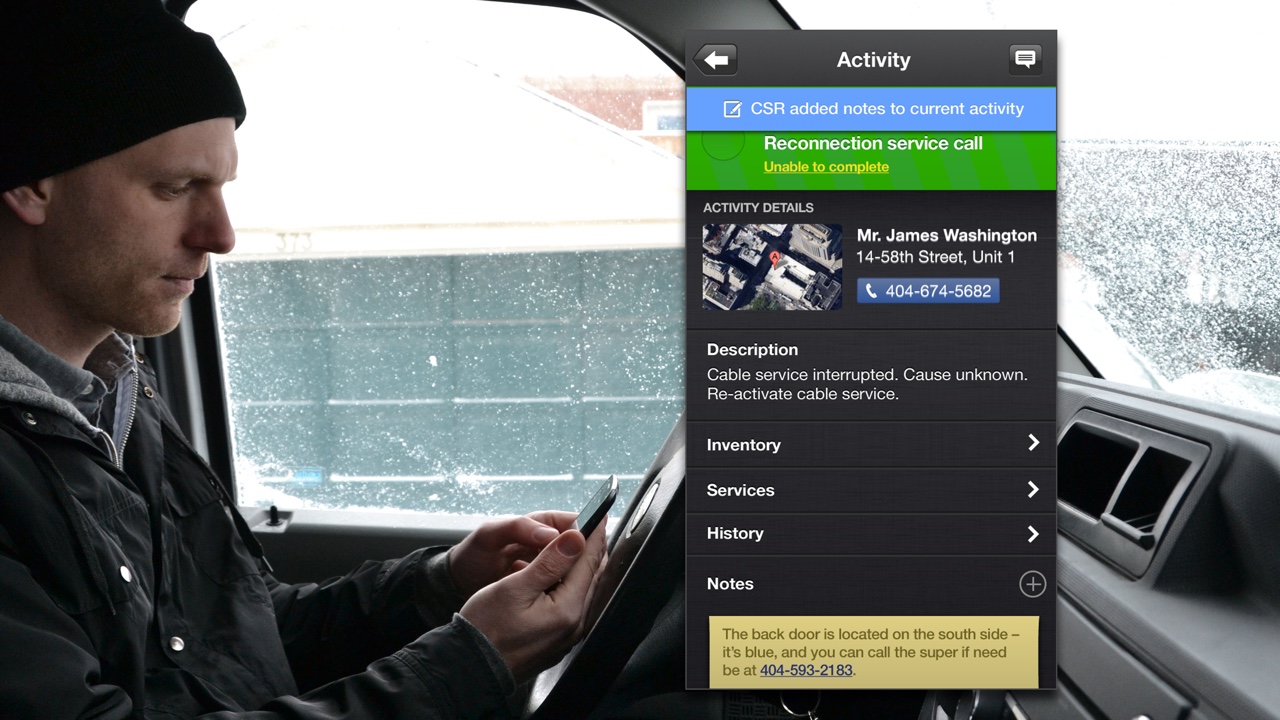 373
Activity
CSR added notes to current activity
Reconnection service call
Unable to complete
ACTIVITY DETAILS
A
Mr. James Washington
14-58th Street, Unit 1
404-674-5682
Description
Cable service interrupted. Cause unknown.
Re-activate cable service.
Inventory
Services
History
Notes
The back door is located on the south side –
it's blue, and you can call the super if need
be at 404-593-2183.